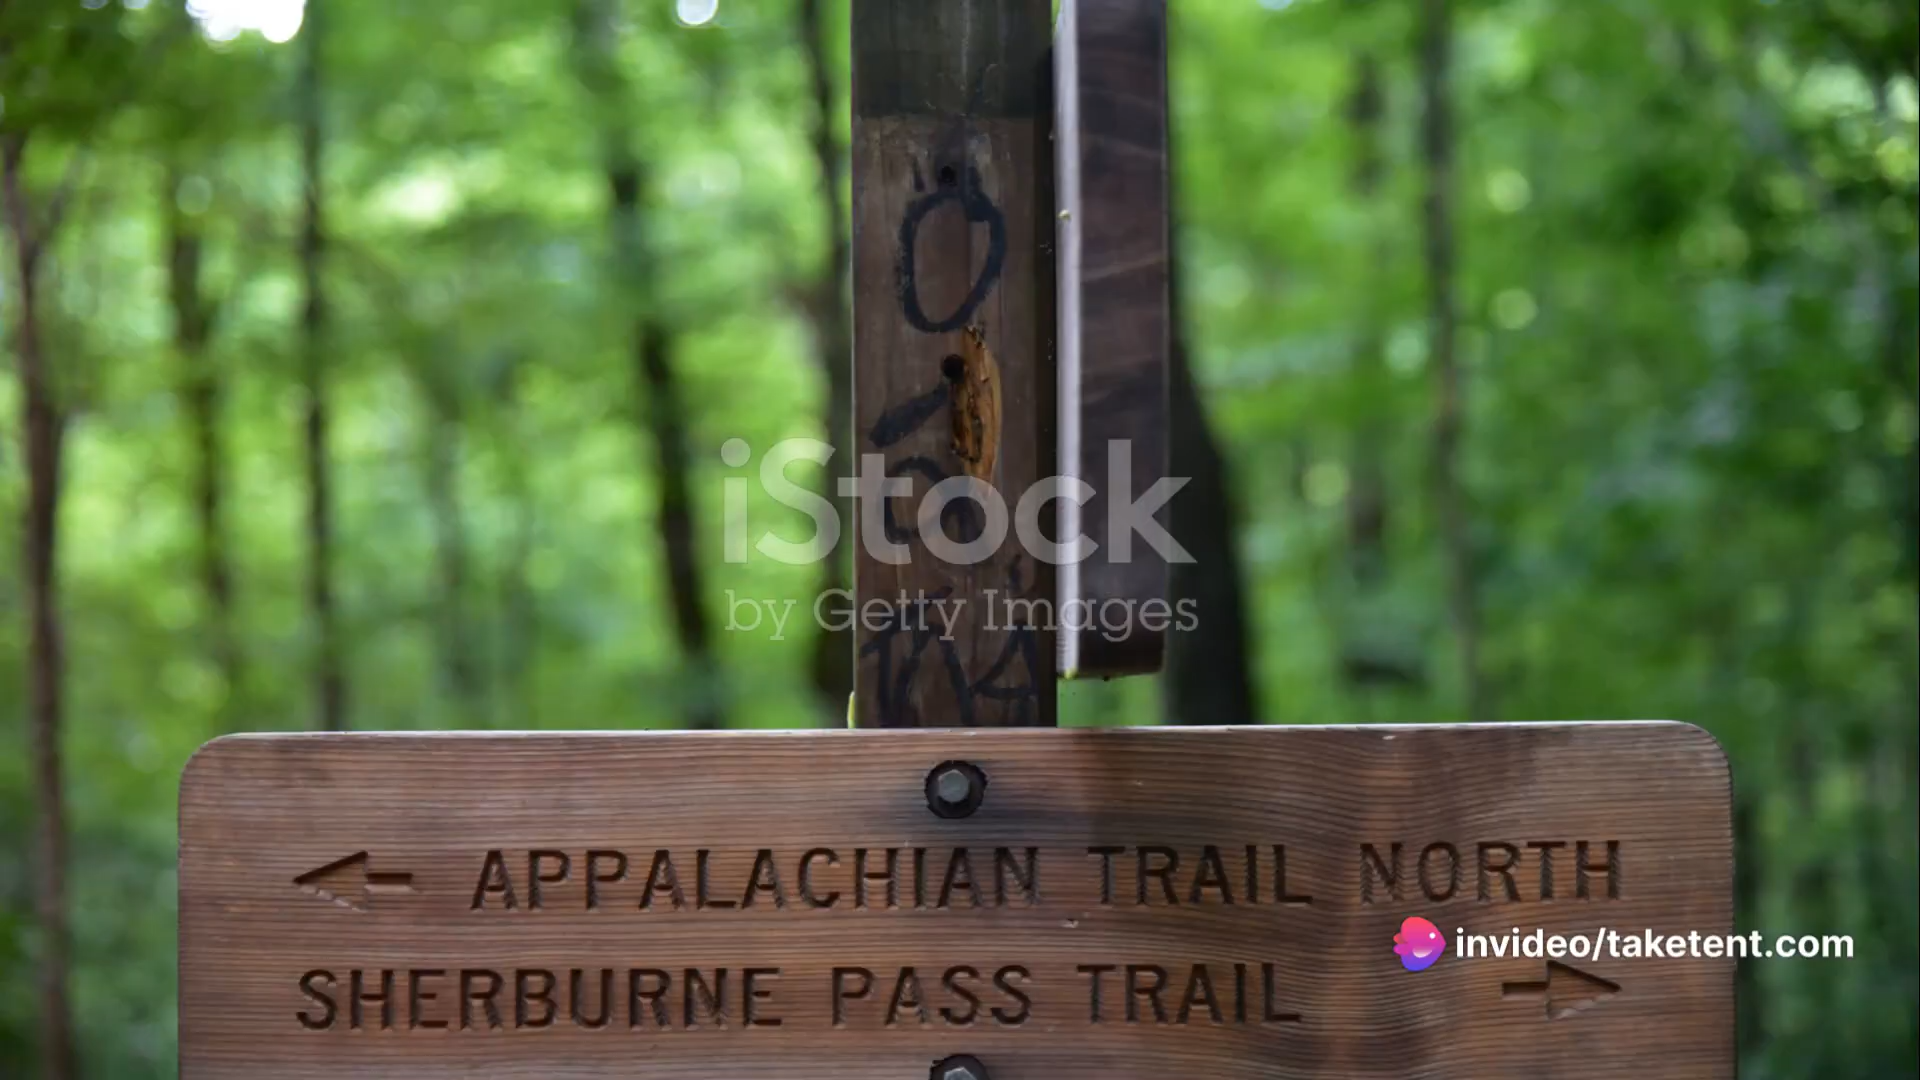 iStock
by Getty Images
APPALACHIAN TRAIL NORTH
invideo/taketent.com
SHERBURNE PASS TRAIL